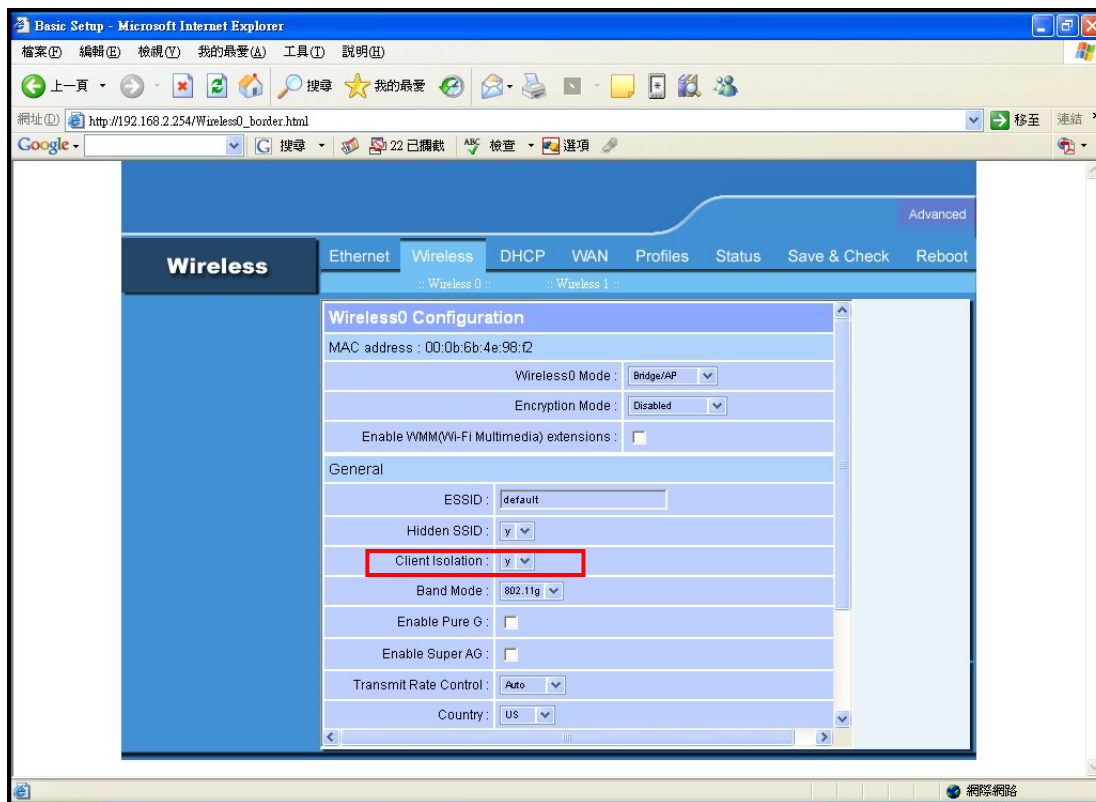 Basic Setup - Microsoft Internet Explorer
檔案(F) 編輯(E) 檢視(V) 我的最愛(A) 工具(T) 說明(H)
上一頁 搜尋 我的最愛
網址(D) http://192.168.2.254/Wireless0_border.html 移至 連結
Google 搜尋 22 已攔截 ABC 檢查 選項
Advanced
Wireless Ethernet Wireless DHCP WAN Profiles Status Save & Check Reboot
:: Wireless 0 :: :: Wireless 1 ::
Wireless0 Configuration
MAC address : 00:0b:6b:4e:98:f2
Wireless0 Mode : Bridge/AP
Encryption Mode : Disabled
Enable WMM(Wi-Fi Multimedia) extensions :
General
ESSID : default
Hidden SSID : y
Client Isolation : y
Band Mode : 802.11g
Enable Pure G :
Enable Super AG :
Transmit Rate Control : Auto
Country : US
網際網路